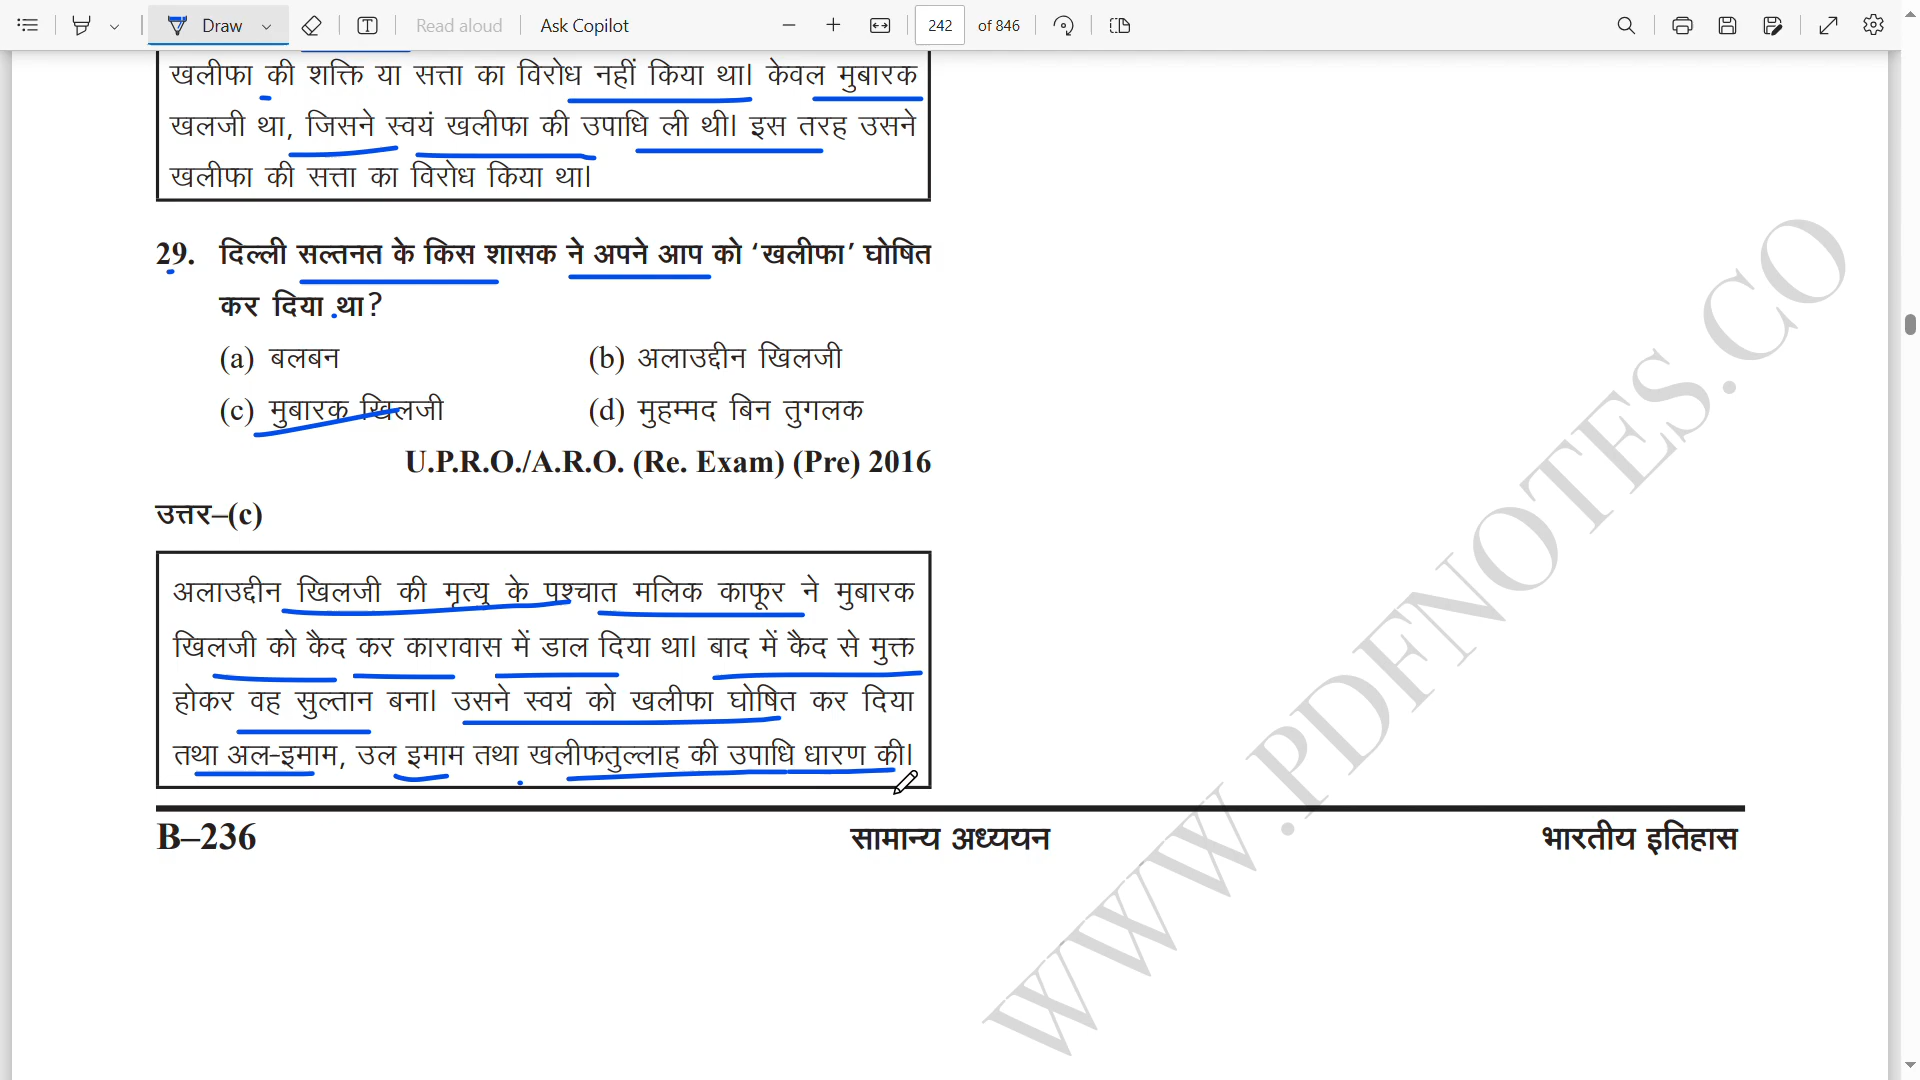 Draw
Read aloud
Ask Copilot
242 of 846
खलीफा की शक्ति या सत्ता का विरोध नहीं किया था। केवल मुबारक
खलजी था, जिसने स्वयं खलीफा की उपाधि ली थी। इस तरह उसने
खलीफा की सत्ता का विरोध किया था।
29. दिल्ली सल्तनत के किस शासक ने अपने आप को ‘खलीफा’ घोषित
कर दिया था?
(a) बलबन (b) अलाउद्दीन खिलजी
(c) मुबारक खिलजी (d) मुहम्मद बिन तुगलक
U.P.R.O./A.R.O. (Re. Exam) (Pre) 2016
उत्तर–(c)
अलाउद्दीन खिलजी की मृत्यु के पश्चात मलिक काफूर ने मुबारक
खिलजी को कैद कर कारावास में डाल दिया था। बाद में कैद से मुक्त
होकर वह सुल्तान बना। उसने स्वयं को खलीफा घोषित कर दिया
तथा अल-इमाम, उल इमाम तथा खलीफतुल्लाह की उपाधि धारण की।
B–236 सामान्य अध्ययन भारतीय इतिहास
WWW.PDFNOTES.CO